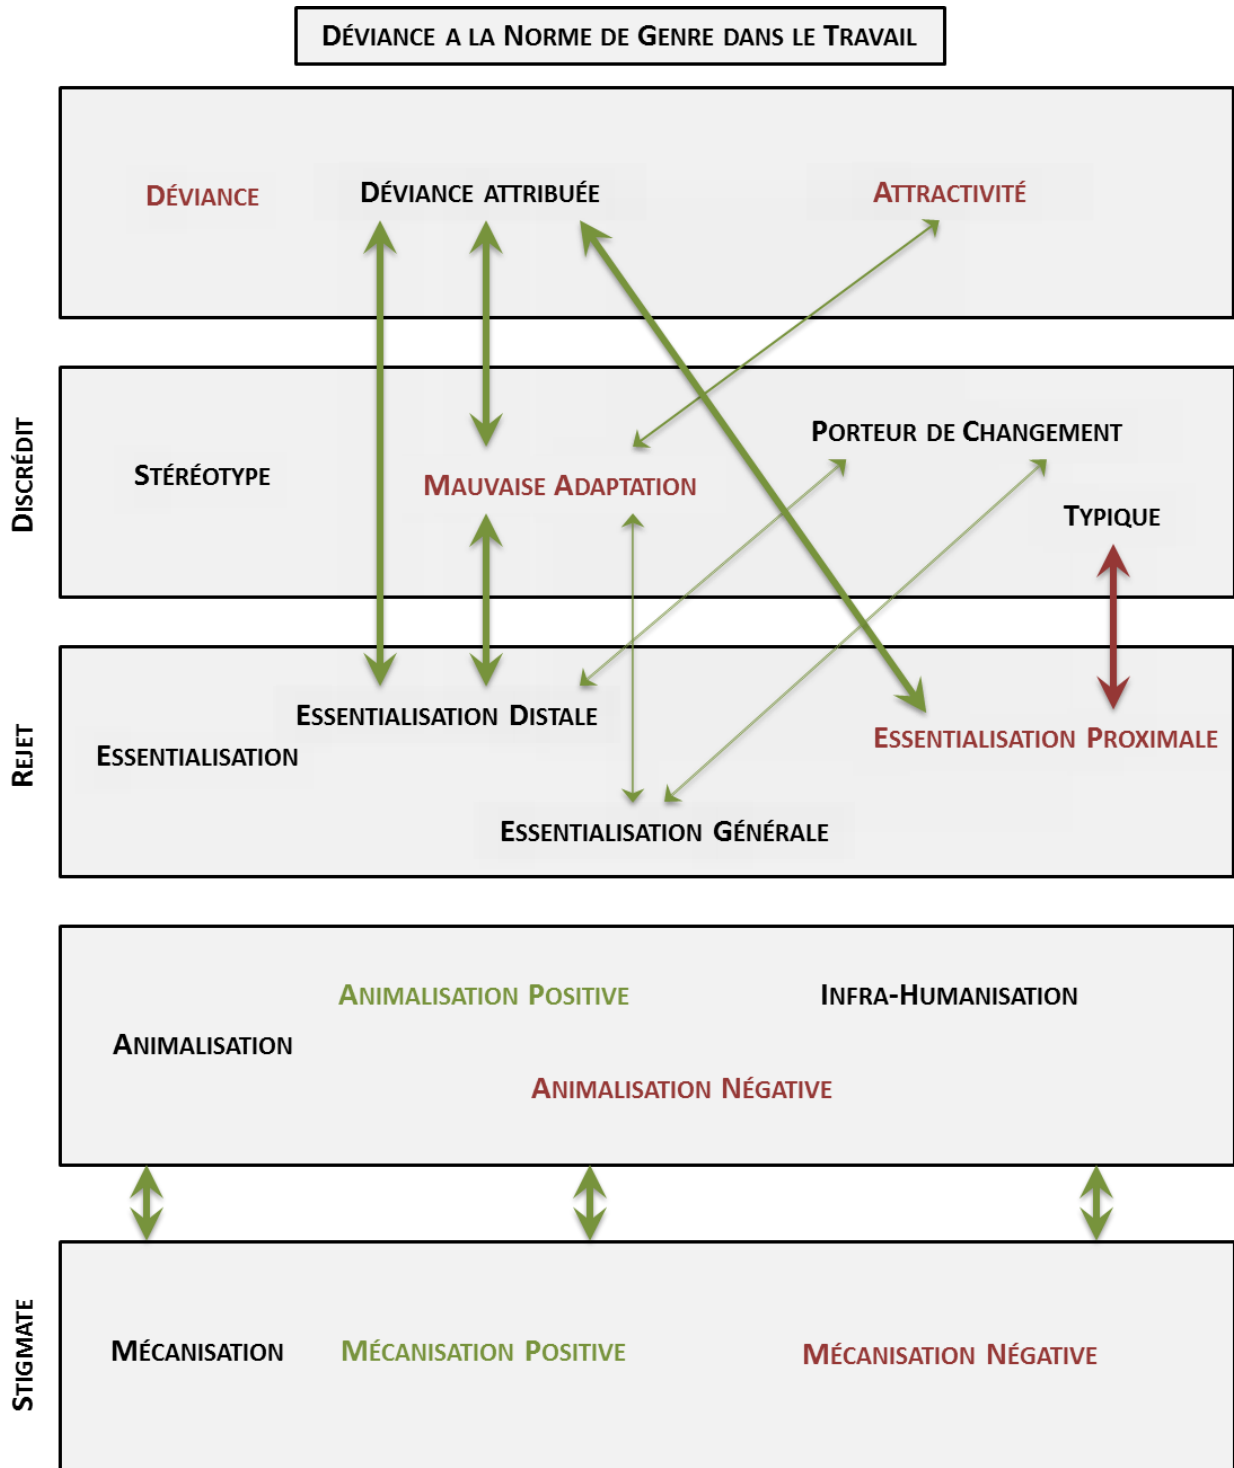 DÉVIANCE A LA NORME DE GENRE DANS LE TRAVAIL
DÉVIANCE
DÉVIANCE ATTRIBUÉE
ATTRACTIVITÉ
DISCRÉDIT
STÉRÉOTYPE
MAUVAISE ADAPTATION
PORTEUR DE CHANGEMENT
TYPIQUE
REJET
ESSENTIALISATION
ESSENTIALISATION DISTALE
ESSENTIALISATION PROXIMALE
ESSENTIALISATION GÉNÉRALE
ANIMALISATION
ANIMALISATION POSITIVE
INFRA-HUMANISATION
ANIMALISATION NÉGATIVE
STIGMATE
MÉCANISATION
MÉCANISATION POSITIVE
MÉCANISATION NÉGATIVE